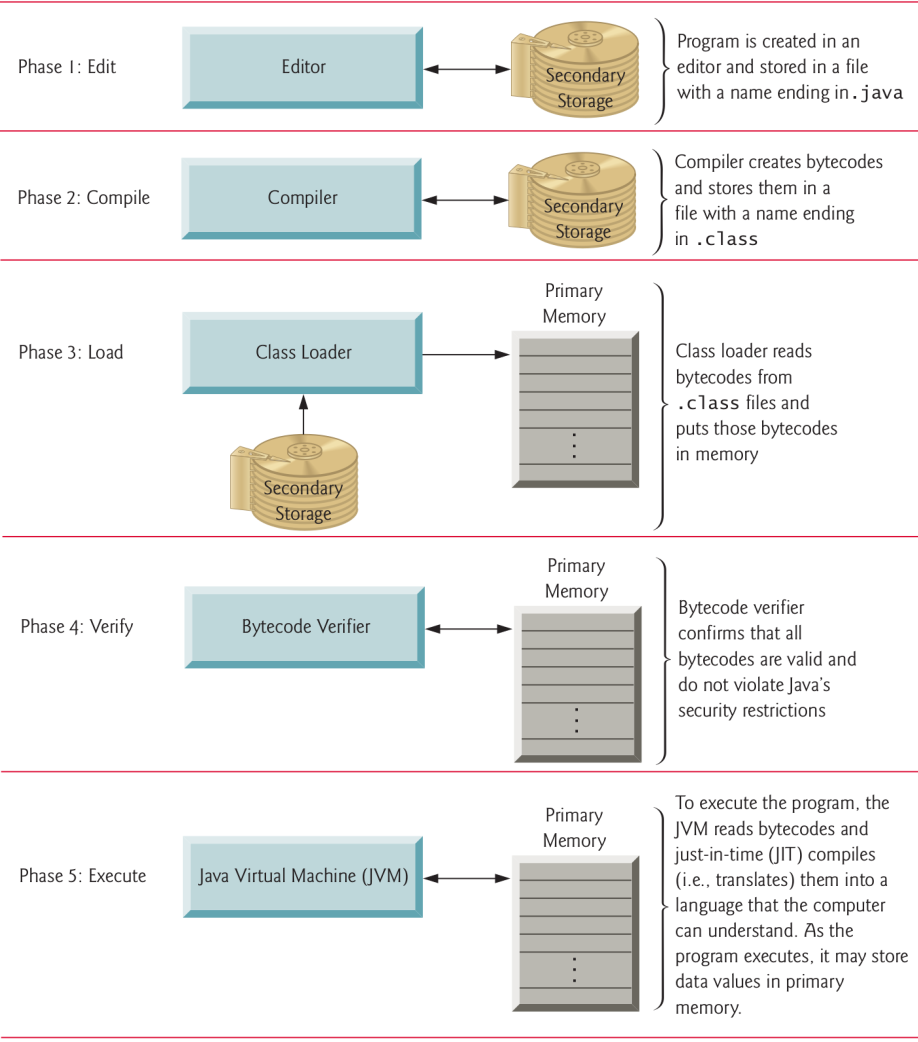 Phase 1: Edit
Editor
Secondary
Storage
Program is created in an
editor and stored in a file
with a name ending in .java
Phase 2: Compile
Compiler
Secondary
Storage
Compiler creates bytecodes
and stores them in a
file with a name ending
in .class
Phase 3: Load
Class Loader
Secondary
Storage
Primary
Memory
Class loader reads
bytecodes from
.class files and
puts those bytecodes
in memory
Phase 4: Verify
Bytecode Verifier
Primary
Memory
Bytecode verifier
confirms that all
bytecodes are valid and
do not violate Java’s
security restrictions
Phase 5: Execute
Java Virtual Machine (JVM)
Primary
Memory
To execute the program, the
JVM reads bytecodes and
just-in-time (JIT) compiles
(i.e., translates) them into a
language that the computer
can understand. As the
program executes, it may store
data values in primary
memory.